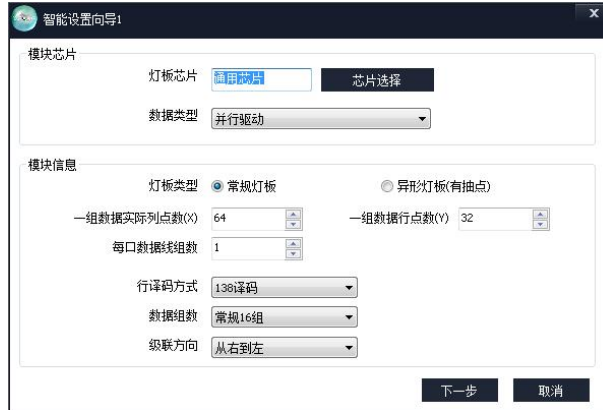 智能设置向导1
x
模块芯片
灯板芯片 通用芯片 芯片选择
数据类型 并行驱动
模块信息
灯板类型 常规灯板 异形灯板(有抽点)
一组数据实际列点数(X) 64 一组数据行点数(Y) 32
每口数据线组数 1
行译码方式 138译码
数据组数 常规16组
级联方向 从右到左
下一步 取消